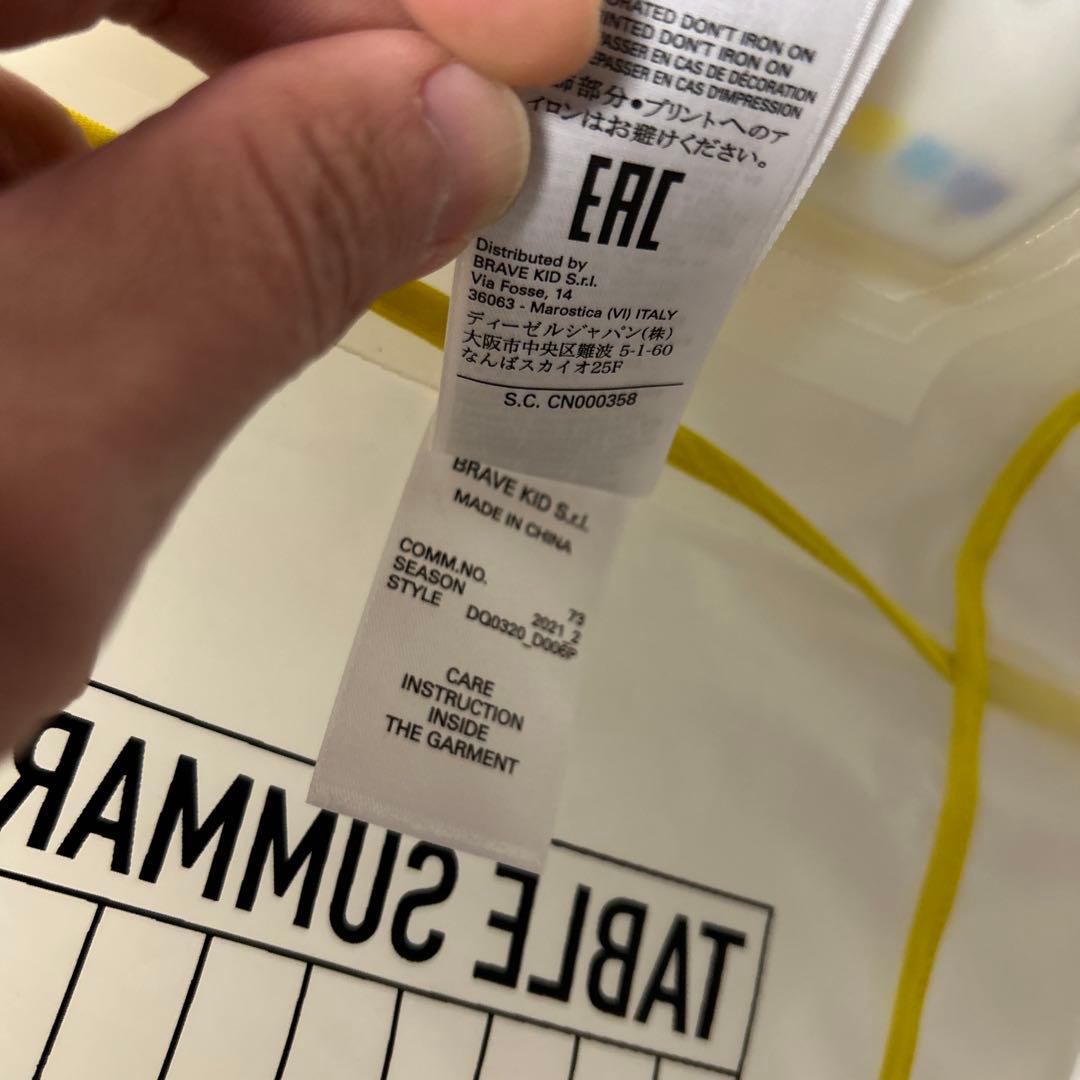 DON'T IRON ON
DON'T IRON ON
EN CAS DE DÉCORATION
EN CAS D'IMPRESSION
部分・プリントへのア
イロンはお避けください。
EAC
Distributed by
BRAVE KID S.r.l.
Via Fosse, 14
36063 - Marostica (VI) ITALY
ディーゼルジャパン(株)
大阪市中央区難波 5-1-60
なんばスカイオ25F
S.C. CN000358
BRAVE KID S.r.l.
MADE IN CHINA
COMM.NO. 73
SEASON 2021_2
STYLE DQ0320_D006P
CARE
INSTRUCTION
INSIDE
THE GARMENT
TABLE SUMMAR